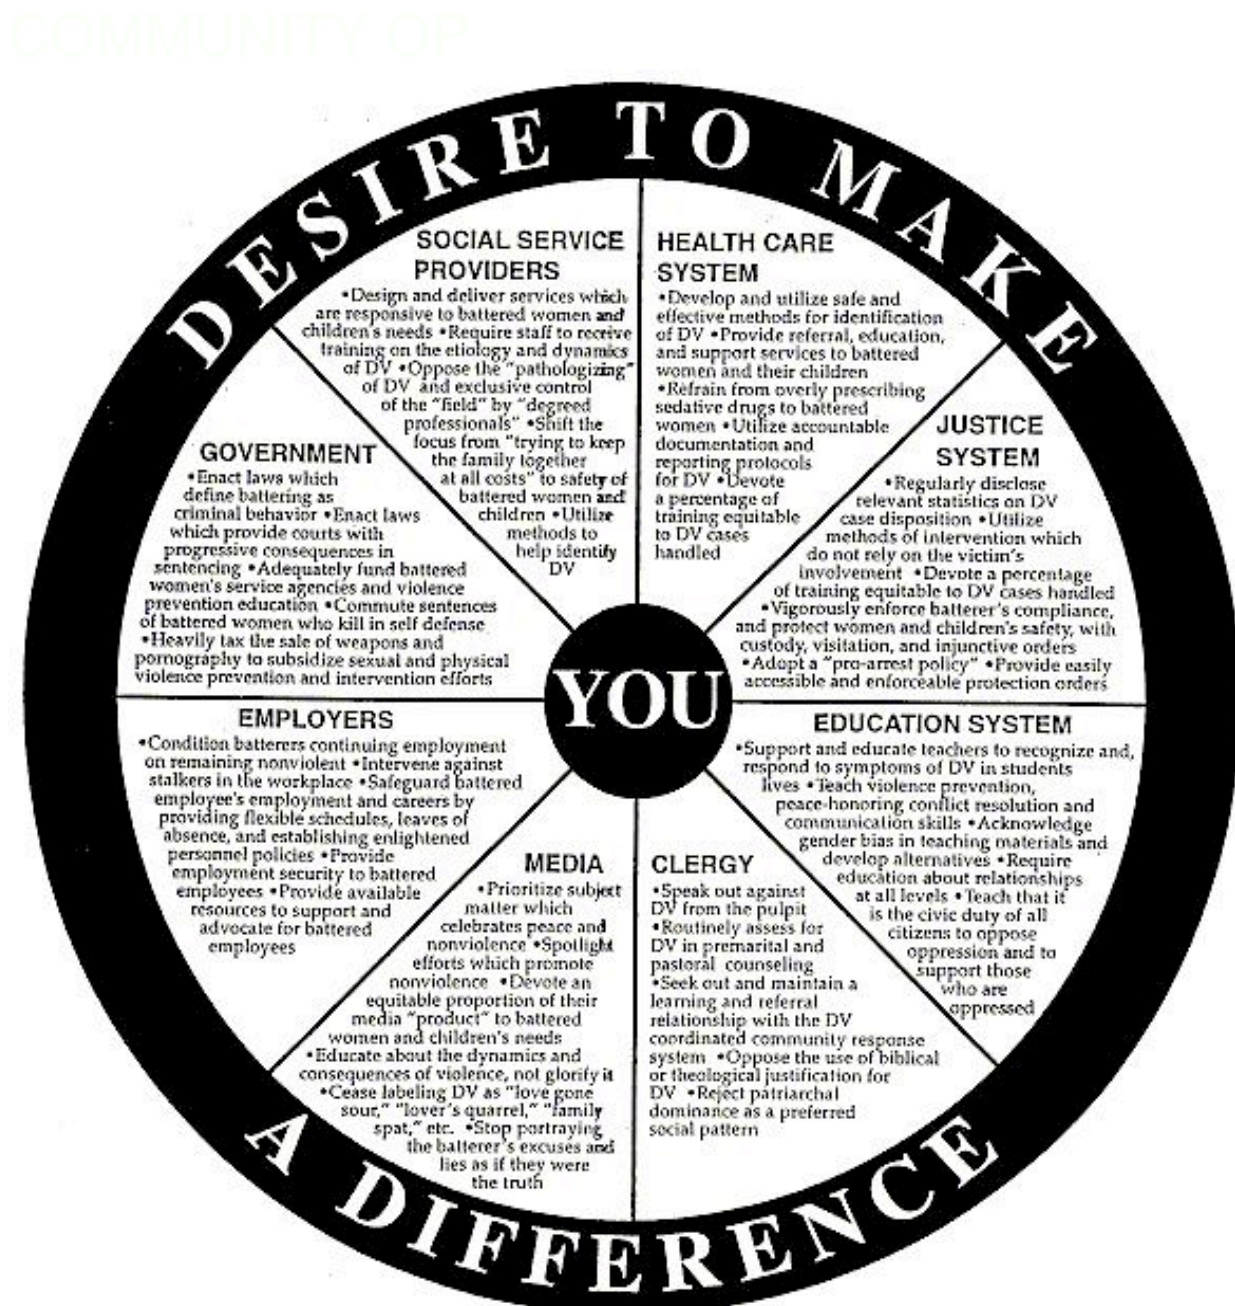 COMMUNITY OP
DESIRE TO MAKE
A DIFFERENCE
YOU
SOCIAL SERVICE
PROVIDERS
•Design and deliver services which
are responsive to battered women and
children's needs •Require staff to receive
training on the etiology and dynamics
of DV •Oppose the "pathologizing"
of DV and exclusive control
of the "field" by "degreed
professionals" •Shift the
focus from "trying to keep
the family together
at all costs" to safety of
battered women and
children •Utilize
methods to
help identify
DV
HEALTH CARE
SYSTEM
•Develop and utilize safe and
effective methods for identification
of DV •Provide referral, education,
and support services to battered
women and their children
•Refrain from overly prescribing
sedative drugs to battered
women •Utilize accountable
documentation and
reporting protocols
for DV •Devote
a percentage of
training equitable
to DV cases
handled
JUSTICE
SYSTEM
•Regularly disclose
relevant statistics on DV
case disposition •Utilize
methods of intervention which
do not rely on the victim's
involvement •Devote a percentage
of training equitable to DV cases handled
•Vigorously enforce batterer's compliance,
and protect women and children's safety, with
custody, visitation, and injunctive orders
•Adopt a "pro-arrest policy" •Provide easily
accessible and enforceable protection orders
EDUCATION SYSTEM
•Support and educate teachers to recognize and,
respond to symptoms of DV in students
lives •Teach violence prevention,
peace-honoring conflict resolution and
communication skills •Acknowledge
gender bias in teaching materials and
develop alternatives •Require
education about relationships
at all levels •Teach that it
is the civic duty of all
citizens to oppose
oppression and to
support those
who are
oppressed
CLERGY
•Speak out against
DV from the pulpit
•Routinely assess for
DV in premarital and
pastoral counseling
•Seek out and maintain a
learning and referral
relationship with the DV
coordinated community response
system •Oppose the use of biblical
or theological justification for
DV •Reject patriarchal
dominance as a preferred
social pattern
MEDIA
•Prioritize subject
matter which
celebrates peace and
nonviolence •Spotlight
efforts which promote
nonviolence •Devote an
equitable proportion of their
media "product" to battered
women and children's needs
•Educate about the dynamics and
consequences of violence, not glorify it
•Cease labeling DV as "love gone
sour," "lover's quarrel," "family
spat," etc. •Stop portraying
the batterer's excuses and
lies as if they were
the truth
EMPLOYERS
•Condition batterers continuing employment
on remaining nonviolent •Intervene against
stalkers in the workplace •Safeguard battered
employee's employment and careers by
providing flexible schedules, leaves of
absence, and establishing enlightened
personnel policies •Provide
employment security to battered
employees •Provide available
resources to support and
advocate for battered
employees
GOVERNMENT
•Enact laws which
define battering as
criminal behavior •Enact laws
which provide courts with
progressive consequences in
sentencing •Adequately fund battered
women's service agencies and violence
prevention education •Commute sentences
of battered women who kill in self defense
•Heavily tax the sale of weapons and
pornography to subsidize sexual and physical
violence prevention and intervention efforts